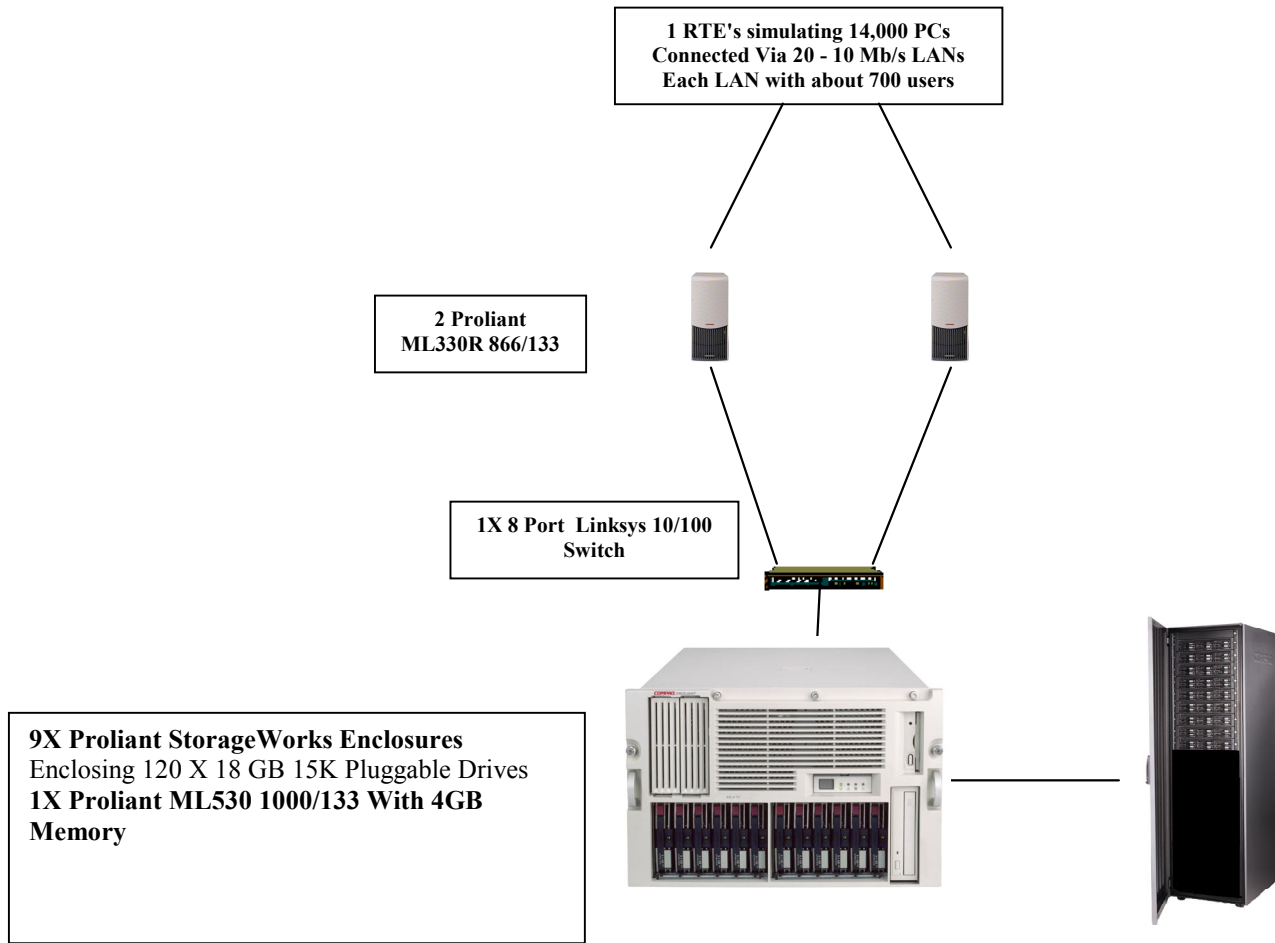 1 RTE's simulating 14,000 PCs
Connected Via 20 - 10 Mb/s LANs
Each LAN with about 700 users
2 Proliant
ML330R 866/133
1X 8 Port Linksys 10/100
Switch
COMPAQ
9X Proliant StorageWorks Enclosures
Enclosing 120 X 18 GB 15K Pluggable Drives
1X Proliant ML530 1000/133 With 4GB
Memory